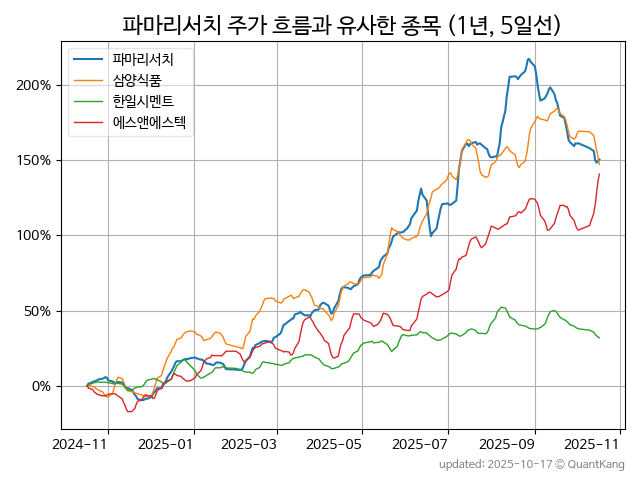 파마리서치 주가 흐름과 유사한 종목 (1년, 5일선)
파마리서치
삼양식품
한일시멘트
에스앤에스텍
200%
150%
100%
50%
0%
2024-11
2025-01
2025-03
2025-05
2025-07
2025-09
2025-11
updated: 2025-10-17 © QuantKang